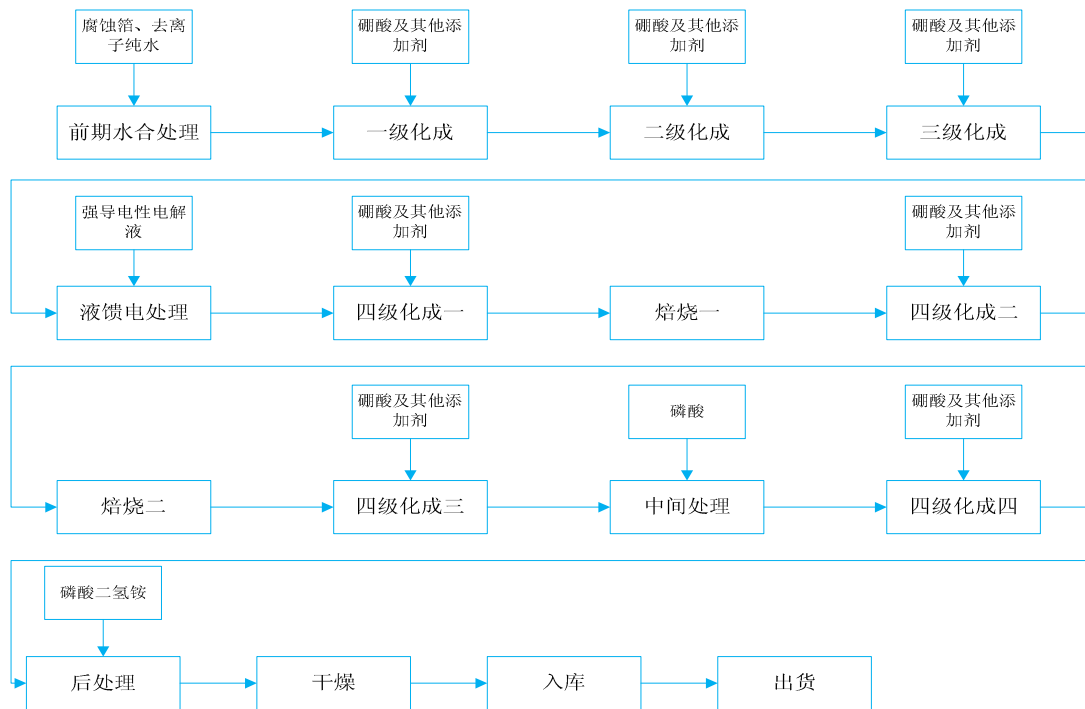 腐蚀箔、去离
子纯水
硼酸及其他添
加剂
硼酸及其他添
加剂
硼酸及其他添
加剂
前期水合处理
一级化成
二级化成
三级化成
强导电性电解
液
硼酸及其他添
加剂
硼酸及其他添
加剂
液馈电处理
四级化成一
焙烧一
四级化成二
硼酸及其他添
加剂
磷酸
硼酸及其他添
加剂
焙烧二
四级化成三
中间处理
四级化成四
磷酸二氢铵
后处理
干燥
入库
出货